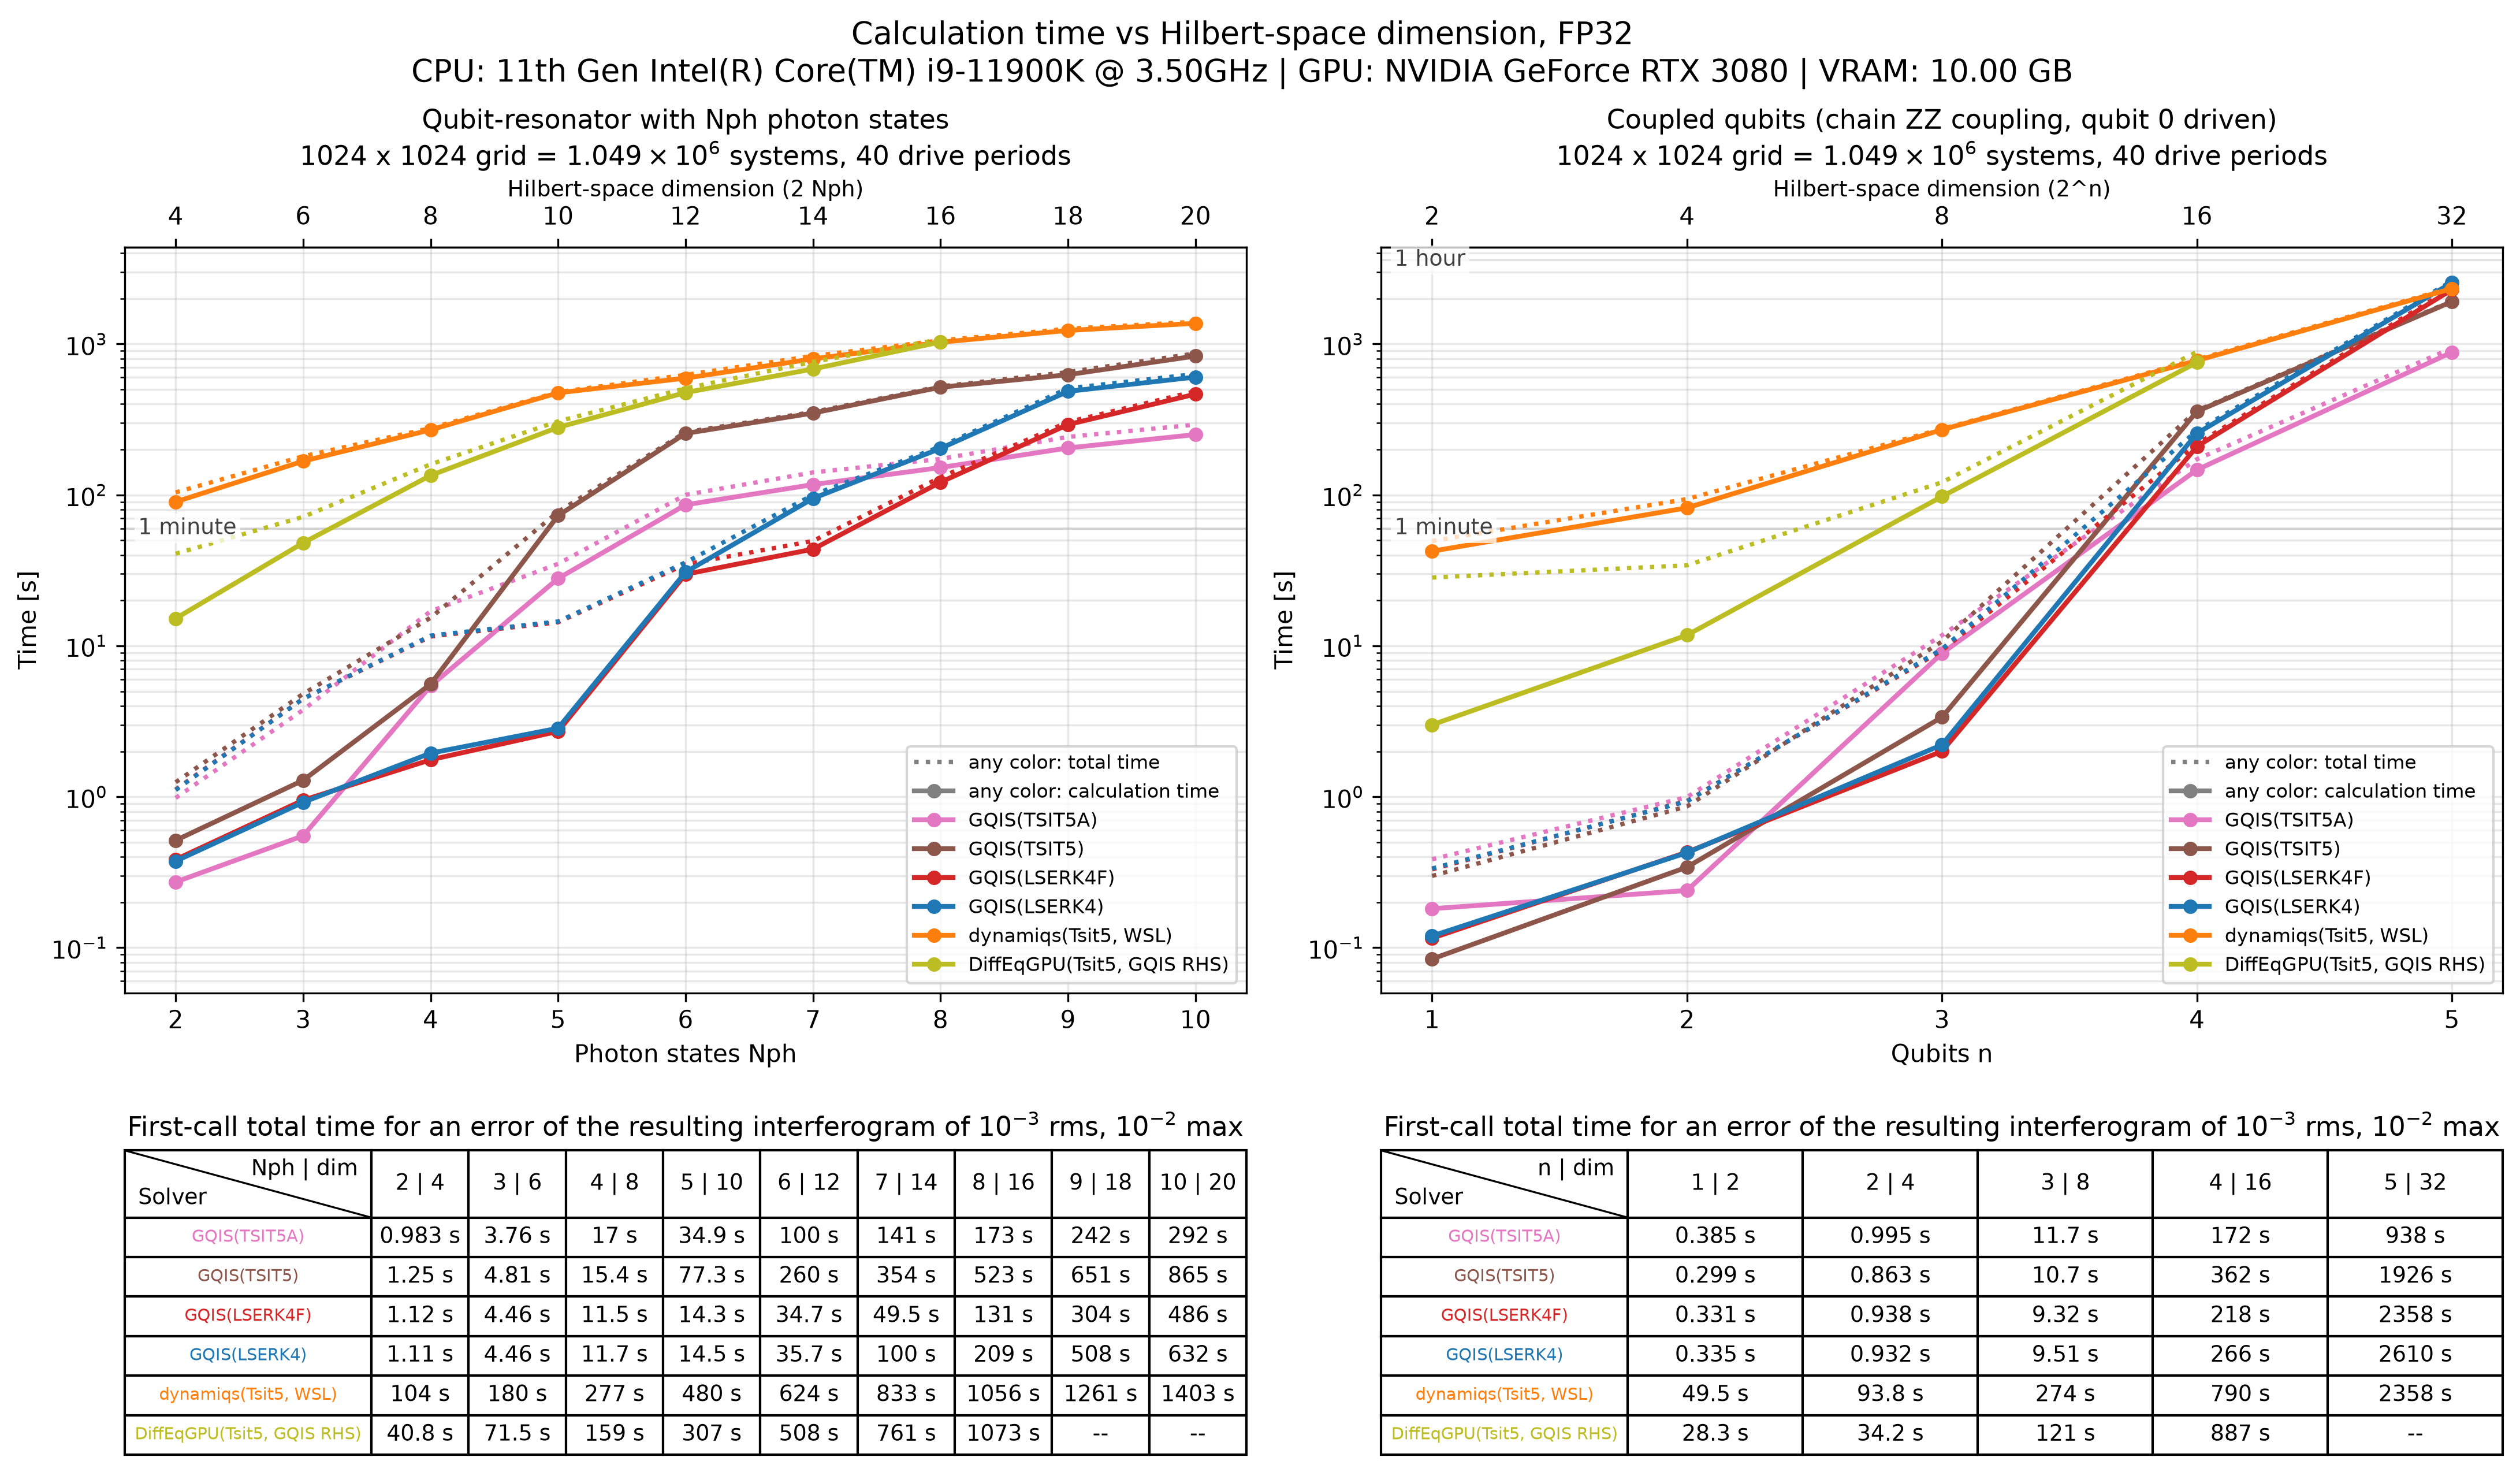 Calculation time vs Hilbert-space dimension, FP32
CPU: 11th Gen Intel(R) Core(TM) i9-11900K @ 3.50GHz | GPU: NVIDIA GeForce RTX 3080 | VRAM: 10.00 GB
Qubit-resonator with Nph photon states
1024 x 1024 grid = 1.049 × 10⁶ systems, 40 drive periods
Hilbert-space dimension (2 Nph)
4 6 8 10 12 14 16 18 20
10³
10²
1 minute
10¹
10⁰
10⁻¹
Time [s]
any color: total time
any color: calculation time
GQIS(TSIT5A)
GQIS(TSIT5)
GQIS(LSERK4F)
GQIS(LSERK4)
dynamiqs(Tsit5, WSL)
DiffEqGPU(Tsit5, GQIS RHS)
2 3 4 5 6 7 8 9 10
Photon states Nph
Coupled qubits (chain ZZ coupling, qubit 0 driven)
1024 x 1024 grid = 1.049 × 10⁶ systems, 40 drive periods
Hilbert-space dimension (2^n)
2 4 8 16 32
1 hour
10³
10²
1 minute
10¹
10⁰
10⁻¹
Time [s]
any color: total time
any color: calculation time
GQIS(TSIT5A)
GQIS(TSIT5)
GQIS(LSERK4F)
GQIS(LSERK4)
dynamiqs(Tsit5, WSL)
DiffEqGPU(Tsit5, GQIS RHS)
1 2 3 4 5
Qubits n
First-call total time for an error of the resulting interferogram of 10⁻³ rms, 10⁻² max
Solver Nph | dim 2 | 4 3 | 6 4 | 8 5 | 10 6 | 12 7 | 14 8 | 16 9 | 18 10 | 20
GQIS(TSIT5A) 0.983 s 3.76 s 17 s 34.9 s 100 s 141 s 173 s 242 s 292 s
GQIS(TSIT5) 1.25 s 4.81 s 15.4 s 77.3 s 260 s 354 s 523 s 651 s 865 s
GQIS(LSERK4F) 1.12 s 4.46 s 11.5 s 14.3 s 34.7 s 49.5 s 131 s 304 s 486 s
GQIS(LSERK4) 1.11 s 4.46 s 11.7 s 14.5 s 35.7 s 100 s 209 s 508 s 632 s
dynamiqs(Tsit5, WSL) 104 s 180 s 277 s 480 s 624 s 833 s 1056 s 1261 s 1403 s
DiffEqGPU(Tsit5, GQIS RHS) 40.8 s 71.5 s 159 s 307 s 508 s 761 s 1073 s -- --
First-call total time for an error of the resulting interferogram of 10⁻³ rms, 10⁻² max
Solver n | dim 1 | 2 2 | 4 3 | 8 4 | 16 5 | 32
GQIS(TSIT5A) 0.385 s 0.995 s 11.7 s 172 s 938 s
GQIS(TSIT5) 0.299 s 0.863 s 10.7 s 362 s 1926 s
GQIS(LSERK4F) 0.331 s 0.938 s 9.32 s 218 s 2358 s
GQIS(LSERK4) 0.335 s 0.932 s 9.51 s 266 s 2610 s
dynamiqs(Tsit5, WSL) 49.5 s 93.8 s 274 s 790 s 2358 s
DiffEqGPU(Tsit5, GQIS RHS) 28.3 s 34.2 s 121 s 887 s --